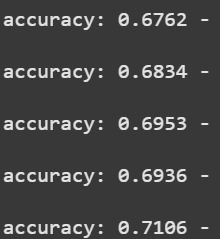 accuracy: 0.6762 -
accuracy: 0.6834 -
accuracy: 0.6953 -
accuracy: 0.6936 -
accuracy: 0.7106 -